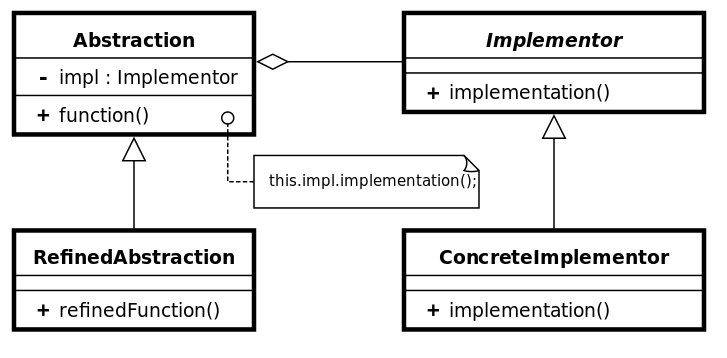 Abstraction
- impl : Implementor
+ function()
Implementor
+ implementation()
this.impl.implementation();
RefinedAbstraction
+ refinedFunction()
ConcreteImplementor
+ implementation()